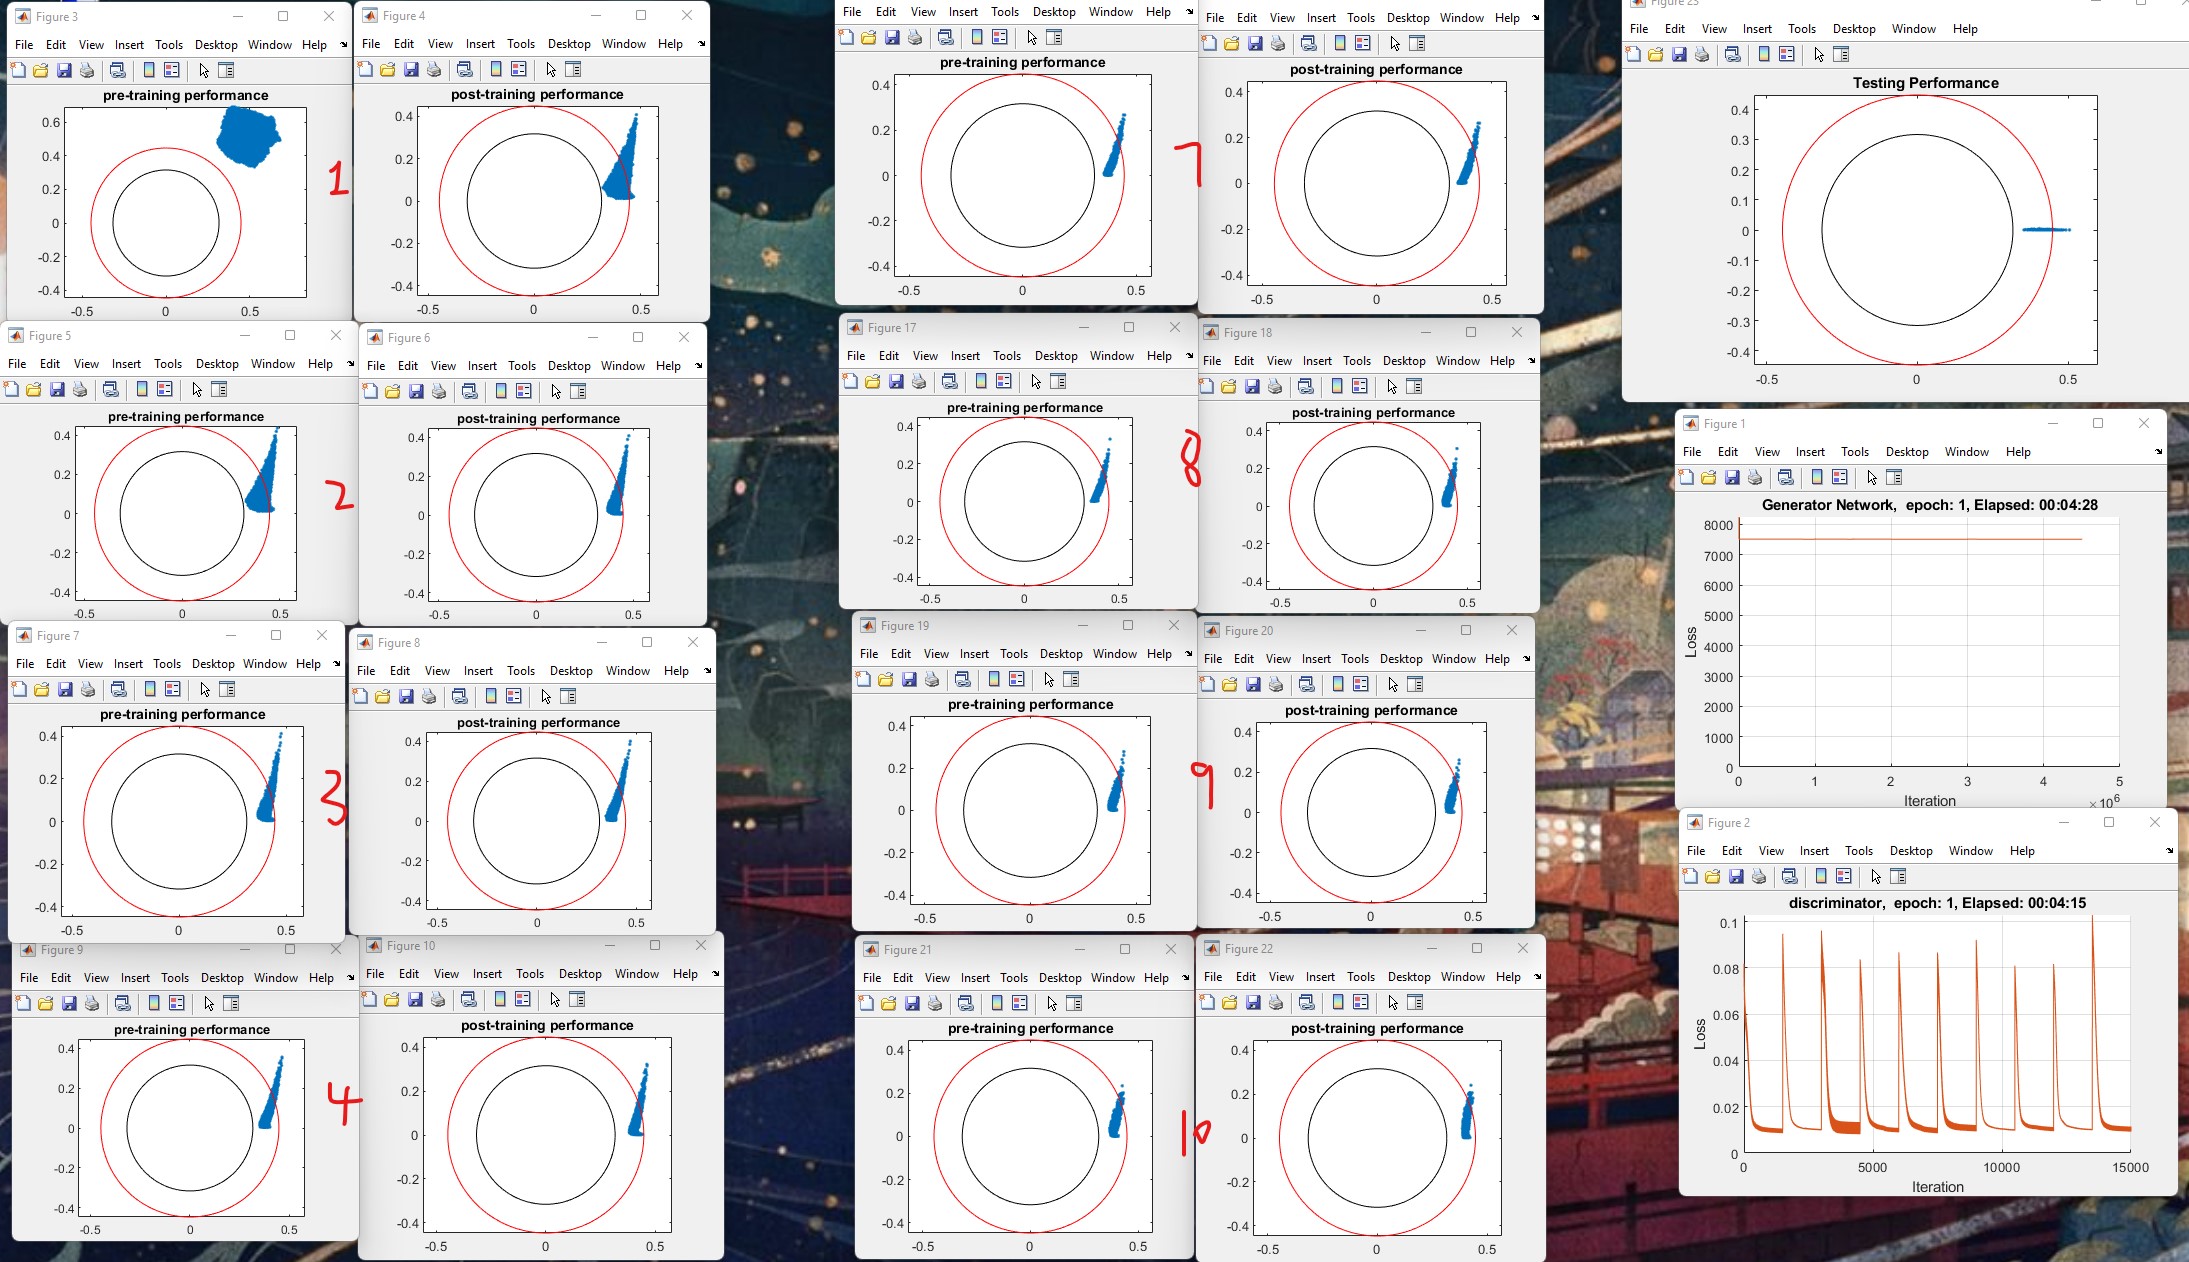 Figure 3
File Edit View Insert Tools Desktop Window Help
pre-training performance
0.6
0.4
0.2
0
-0.2
-0.4
-0.5 0 0.5
1
Figure 4
File Edit View Insert Tools Desktop Window Help
post-training performance
0.4
0.2
0
-0.2
-0.4
-0.5 0 0.5
Figure 5
File Edit View Insert Tools Desktop Window Help
pre-training performance
0.4
0.2
0
-0.2
-0.4
-0.5 0 0.5
2
Figure 6
File Edit View Insert Tools Desktop Window Help
post-training performance
0.4
0.2
0
-0.2
-0.4
-0.5 0 0.5
Figure 7
File Edit View Insert Tools Desktop Window Help
pre-training performance
0.4
0.2
0
-0.2
-0.4
-0.5 0 0.5
3
Figure 8
File Edit View Insert Tools Desktop Window Help
post-training performance
0.4
0.2
0
-0.2
-0.4
-0.5 0 0.5
Figure 9
File Edit View Insert Tools Desktop Window Help
pre-training performance
0.4
0.2
0
-0.2
-0.4
-0.5 0 0.5
4
Figure 10
File Edit View Insert Tools Desktop Window Help
post-training performance
0.4
0.2
0
-0.2
-0.4
-0.5 0 0.5
File Edit View Insert Tools Desktop Window Help
pre-training performance
0.4
0.2
0
-0.2
-0.4
-0.5 0 0.5
7
File Edit View Insert Tools Desktop Window Help
post-training performance
0.4
0.2
0
-0.2
-0.4
-0.5 0 0.5
Figure 17
File Edit View Insert Tools Desktop Window Help
pre-training performance
0.4
0.2
0
-0.2
-0.4
-0.5 0 0.5
8
Figure 18
File Edit View Insert Tools Desktop Window Help
post-training performance
0.4
0.2
0
-0.2
-0.4
-0.5 0 0.5
Figure 19
File Edit View Insert Tools Desktop Window Help
pre-training performance
0.4
0.2
0
-0.2
-0.4
-0.5 0 0.5
9
Figure 20
File Edit View Insert Tools Desktop Window Help
post-training performance
0.4
0.2
0
-0.2
-0.4
-0.5 0 0.5
Figure 21
File Edit View Insert Tools Desktop Window Help
pre-training performance
0.4
0.2
0
-0.2
-0.4
-0.5 0 0.5
10
Figure 22
File Edit View Insert Tools Desktop Window Help
post-training performance
0.4
0.2
0
-0.2
-0.4
-0.5 0 0.5
Figure 23
File Edit View Insert Tools Desktop Window Help
Testing Performance
0.4
0.3
0.2
0.1
0
-0.1
-0.2
-0.3
-0.4
-0.5 0 0.5
Figure 1
File Edit View Insert Tools Desktop Window Help
Generator Network, epoch: 1, Elapsed: 00:04:28
8000
7000
6000
5000
4000
3000
2000
1000
0
Loss
0 1 2 3 4 5
Iteration
×10⁶
Figure 2
File Edit View Insert Tools Desktop Window Help
discriminator, epoch: 1, Elapsed: 00:04:15
0.1
0.08
0.06
0.04
0.02
0
Loss
0 5000 10000 15000
Iteration